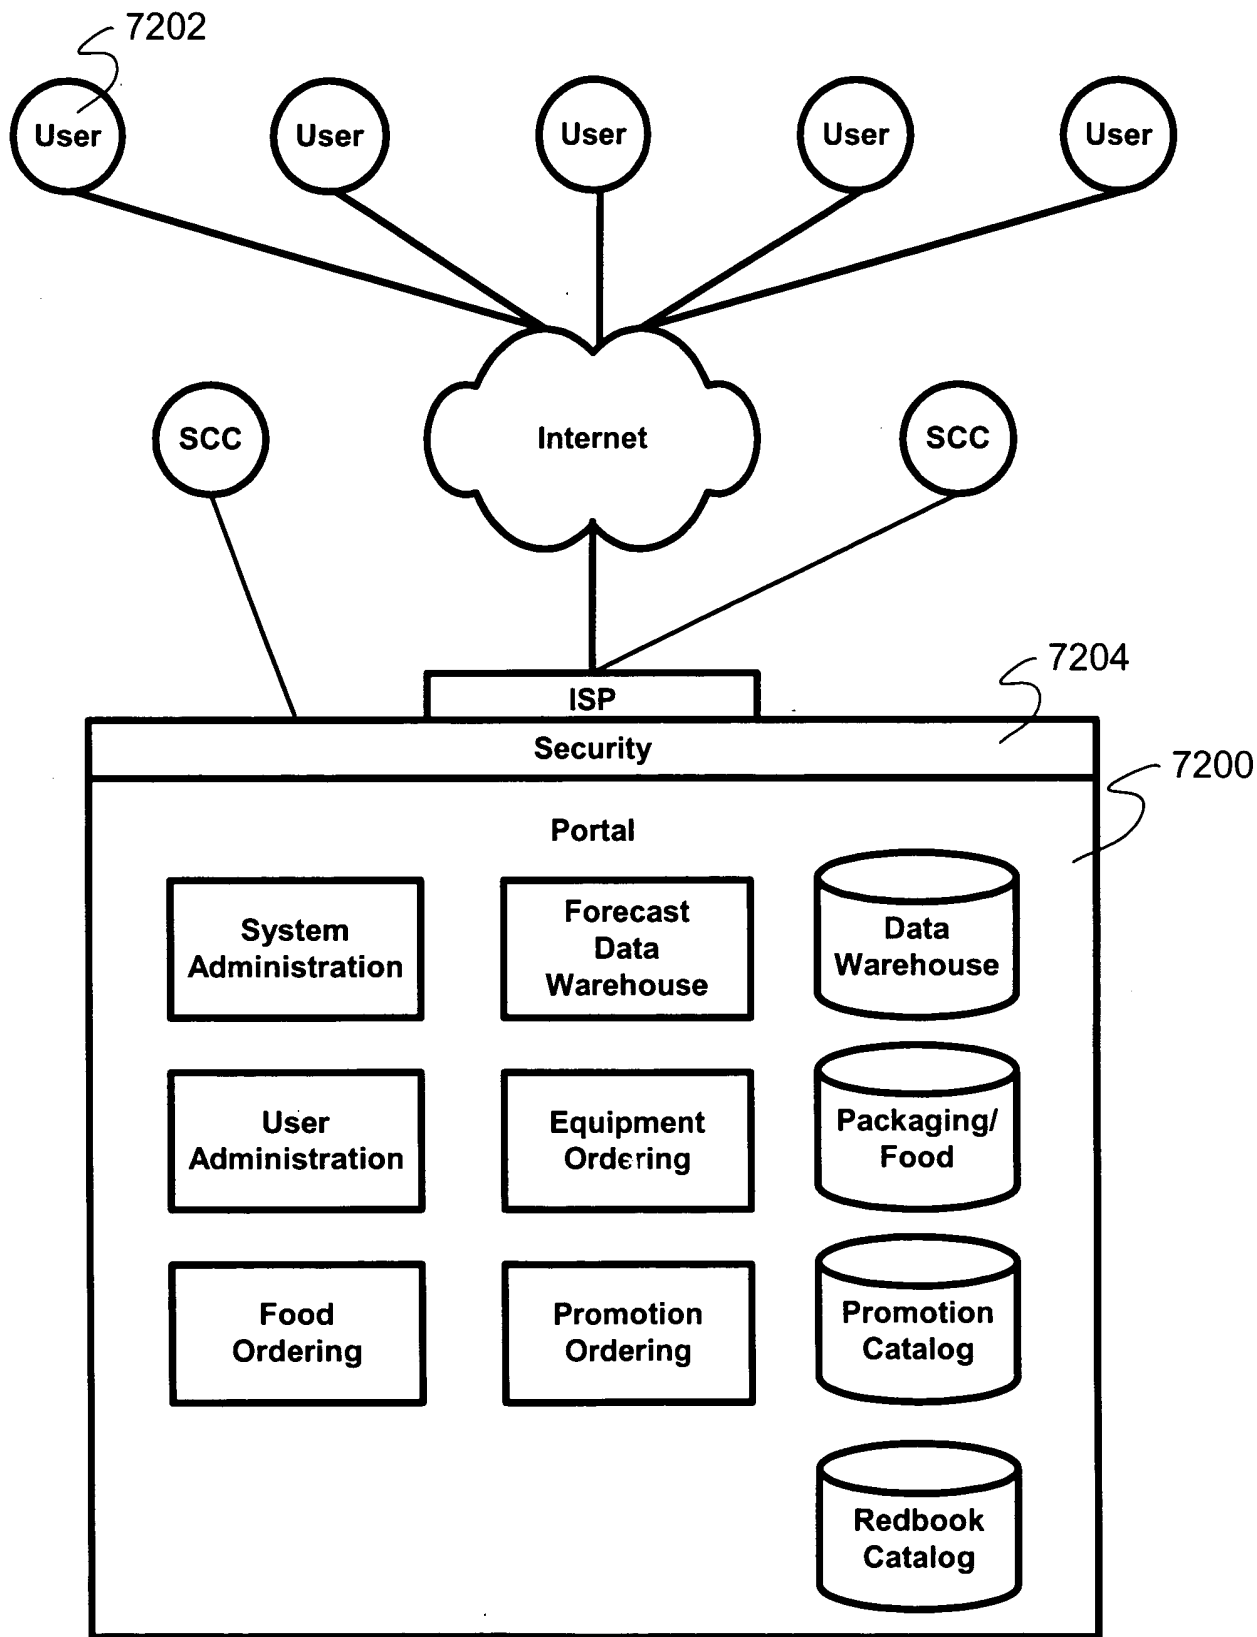 7202
User
User
User
User
User
SCC
Internet
SCC
7204
ISP
Security
7200
Portal
System
Administration
Forecast
Data
Warehouse
Data
Warehouse
User
Administration
Equipment
Ordering
Packaging/
Food
Food
Ordering
Promotion
Ordering
Promotion
Catalog
Redbook
Catalog